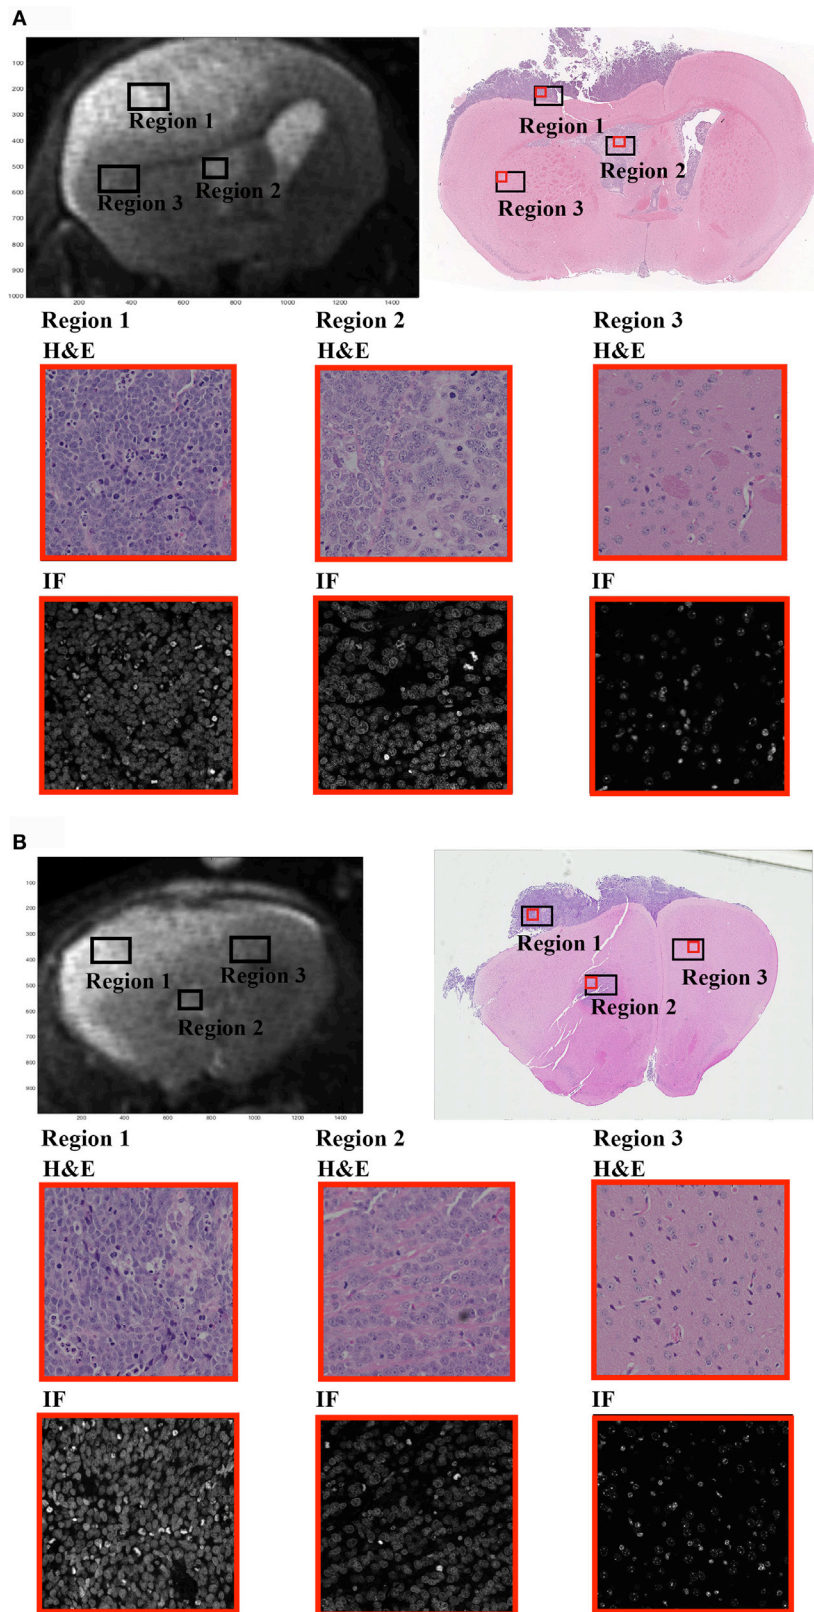 A
100
200
300
400
500
600
700
800
900
1000
200 400 600 800 1000 1200 1400
Region 1
Region 2
Region 3
Region 1
Region 2
Region 3
Region 1 Region 2 Region 3
H&E H&E H&E
IF IF IF
B
100
200
300
400
500
600
700
800
900
200 400 600 800 1000 1200 1400
Region 1
Region 3
Region 2
Region 1
Region 3
Region 2
Region 1 Region 2 Region 3
H&E H&E H&E
IF IF IF